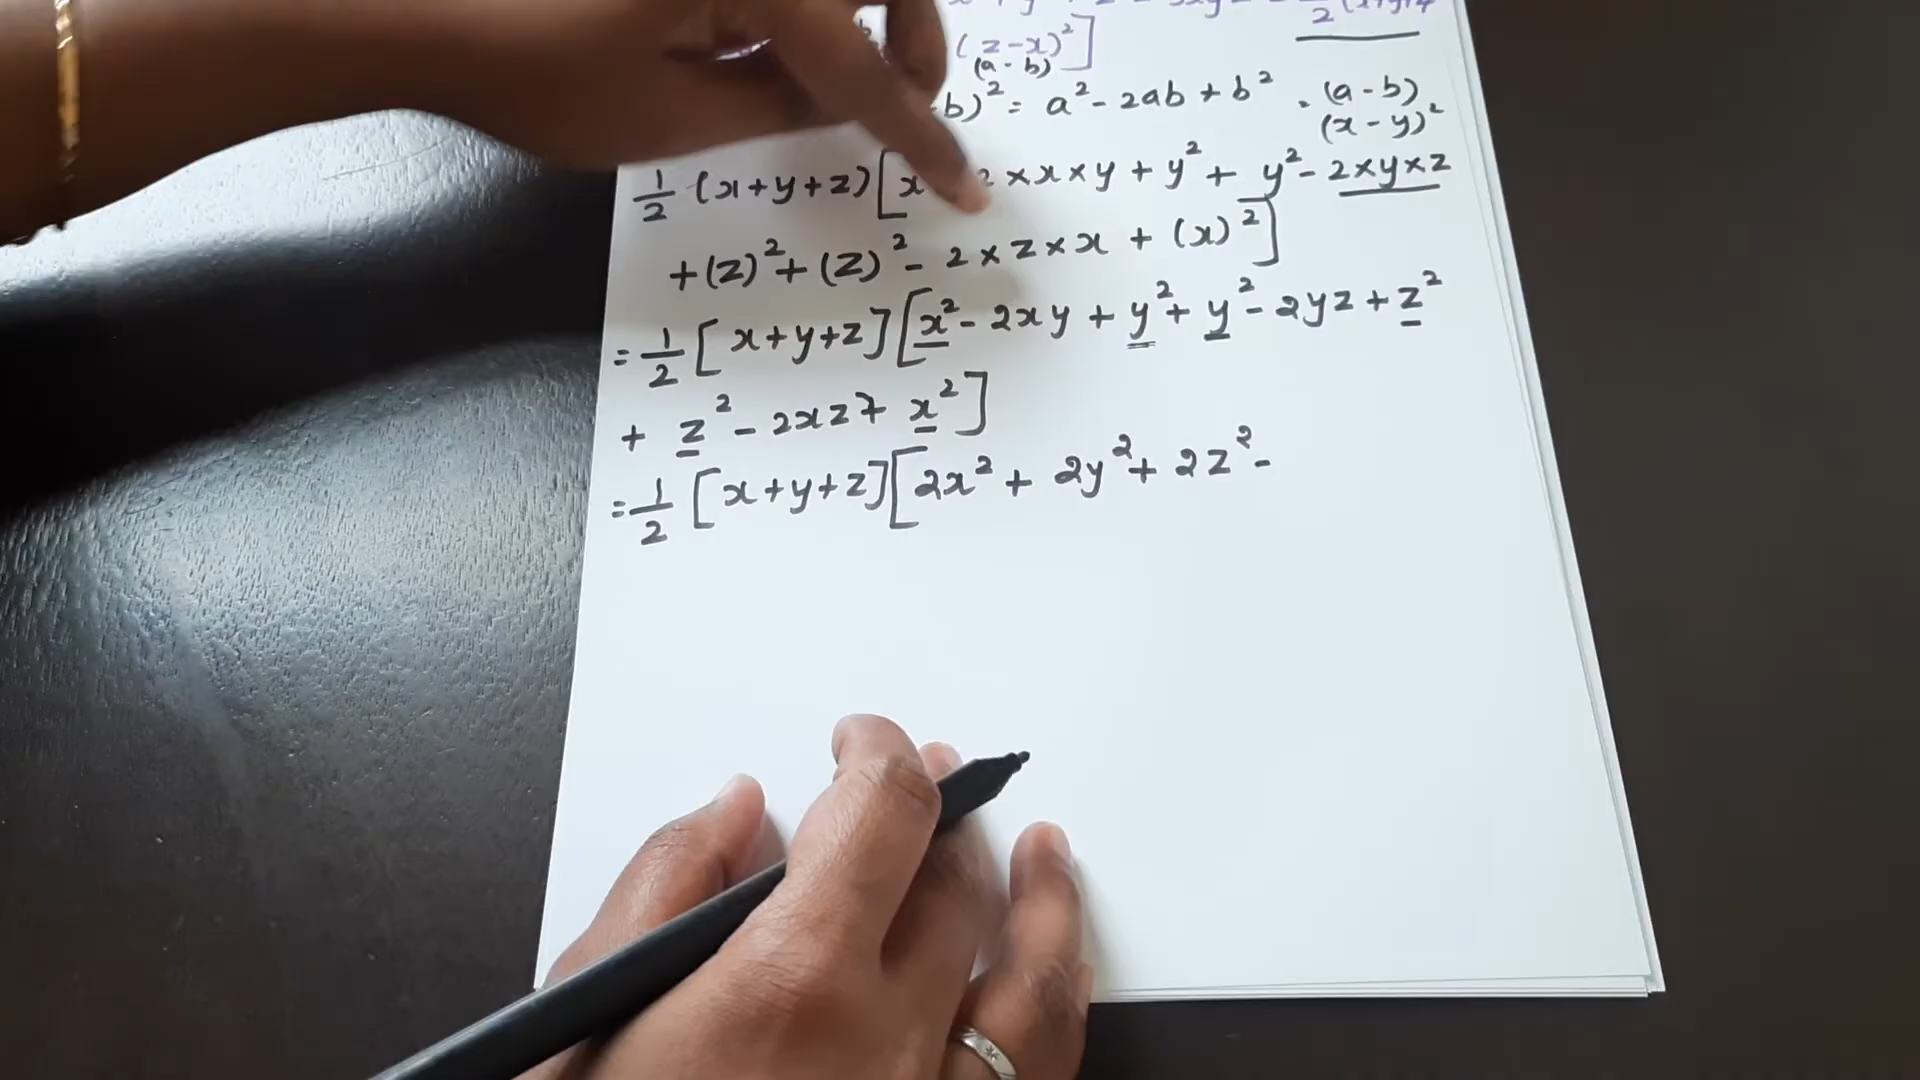 (z-x)²]
(a-b)
b)² = a² - 2ab + b² (a-b)
(x-y)²
1/2 (x+y+z)[x 2×x×y + y² + y² - 2×y×z
+(z)²+(z)² - 2×z×x + (x)²]
= 1/2 [x+y+z][x² - 2xy + y² + y² - 2yz + z²
+ z² - 2xz + x²]
= 1/2 [x+y+z][2x² + 2y² + 2z² -